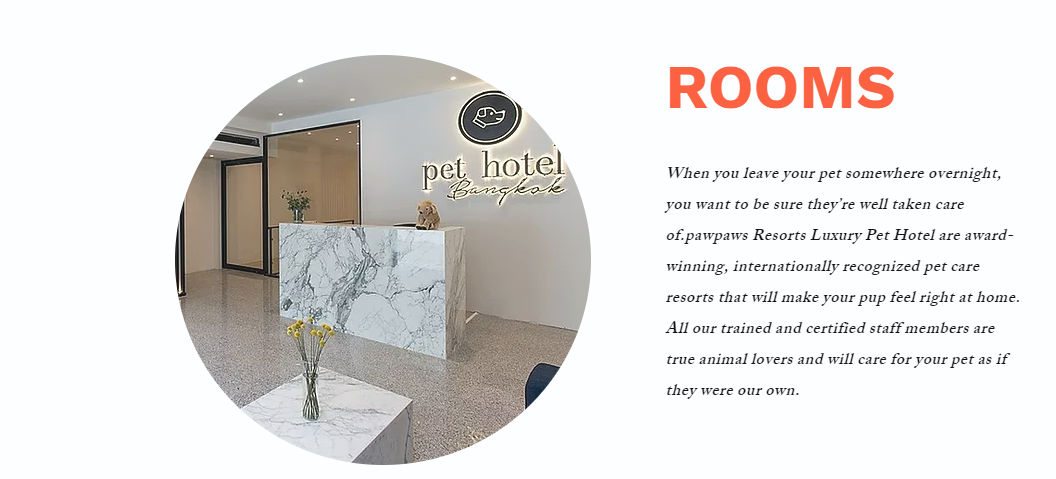 pet hotel
Bangkok
ROOMS
When you leave your pet somewhere overnight,
you want to be sure they're well taken care
of.pawpaws Resorts Luxury Pet Hotel are award-
winning, internationally recognized pet care
resorts that will make your pup feel right at home.
All our trained and certified staff members are
true animal lovers and will care for your pet as if
they were our own.